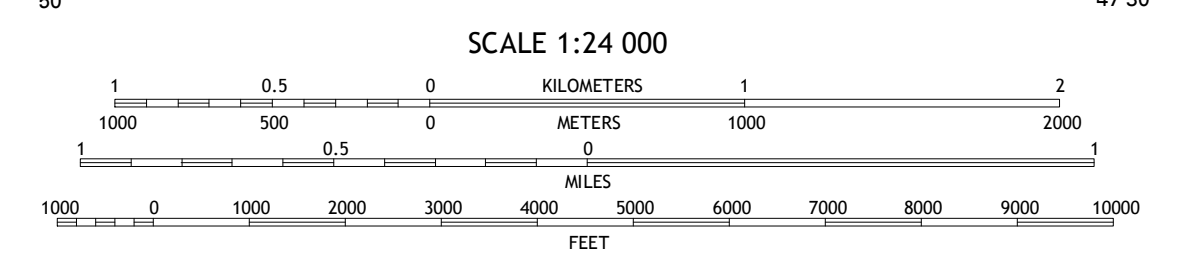 50 47'30
SCALE 1:24 000
1 0.5 0 KILOMETERS 1 2
1000 500 0 METERS 1000 2000
1 0.5 0 1
MILES
1000 0 1000 2000 3000 4000 5000 6000 7000 8000 9000 10000
FEET